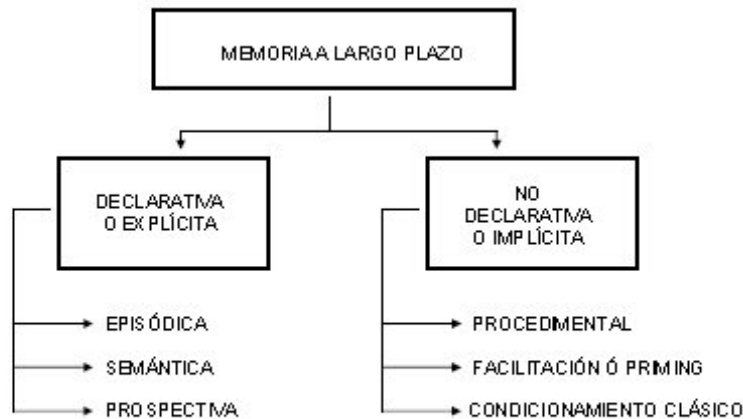 MEMORIA A LARGO PLAZO
DECLARATIVA
O EXPLÍCITA
NO
DECLARATIVA
O IMPLÍCITA
EPISÓDICA
SEMÁNTICA
PROSPECTIVA
PROCEDIMENTAL
FACILITACIÓN Ó PRIMING
CONDICIONAMIENTO CLÁSICO